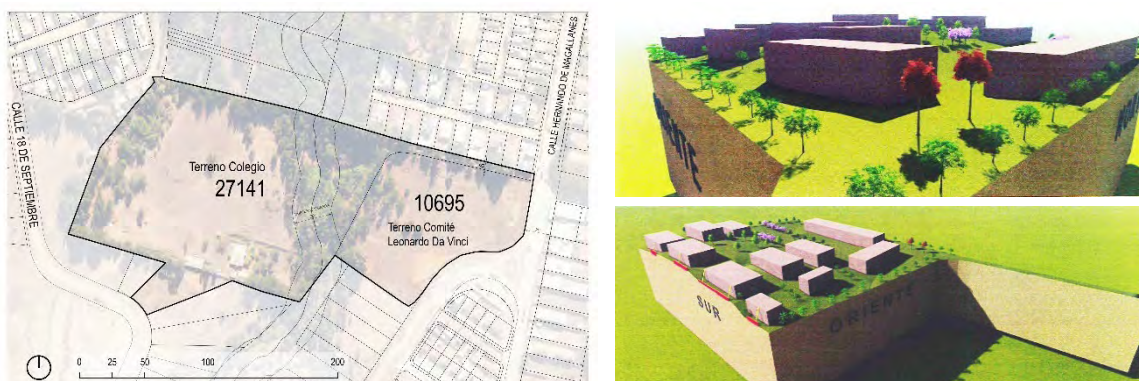 CALLE 18 DE SEPTIEMBRE
Terreno Colegio
27141
10695
Terreno Comité
Leonardo Da Vinci
CALLE HERNANDO DE MAGALLANES
0 25 50 100 200
SUR
ORIENTE